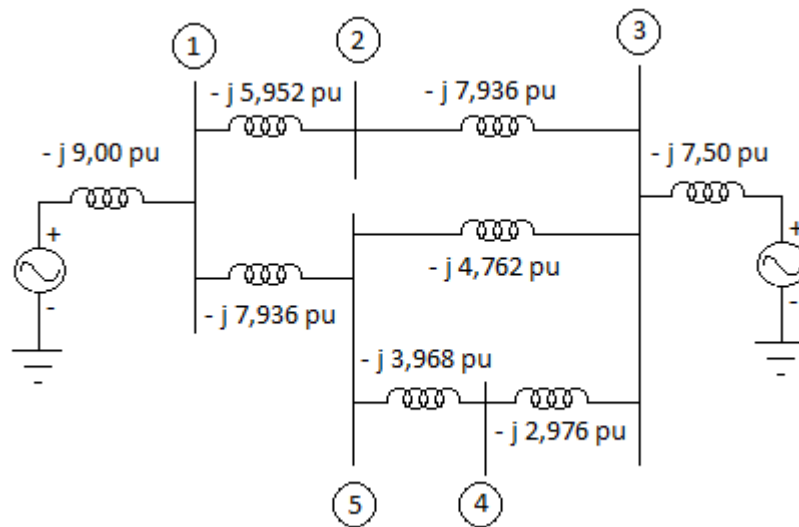 1
2
3
- j 5,952 pu
- j 7,936 pu
- j 9,00 pu
- j 7,50 pu
+
-
+
-
- j 7,936 pu
- j 4,762 pu
- j 3,968 pu
- j 2,976 pu
5
4